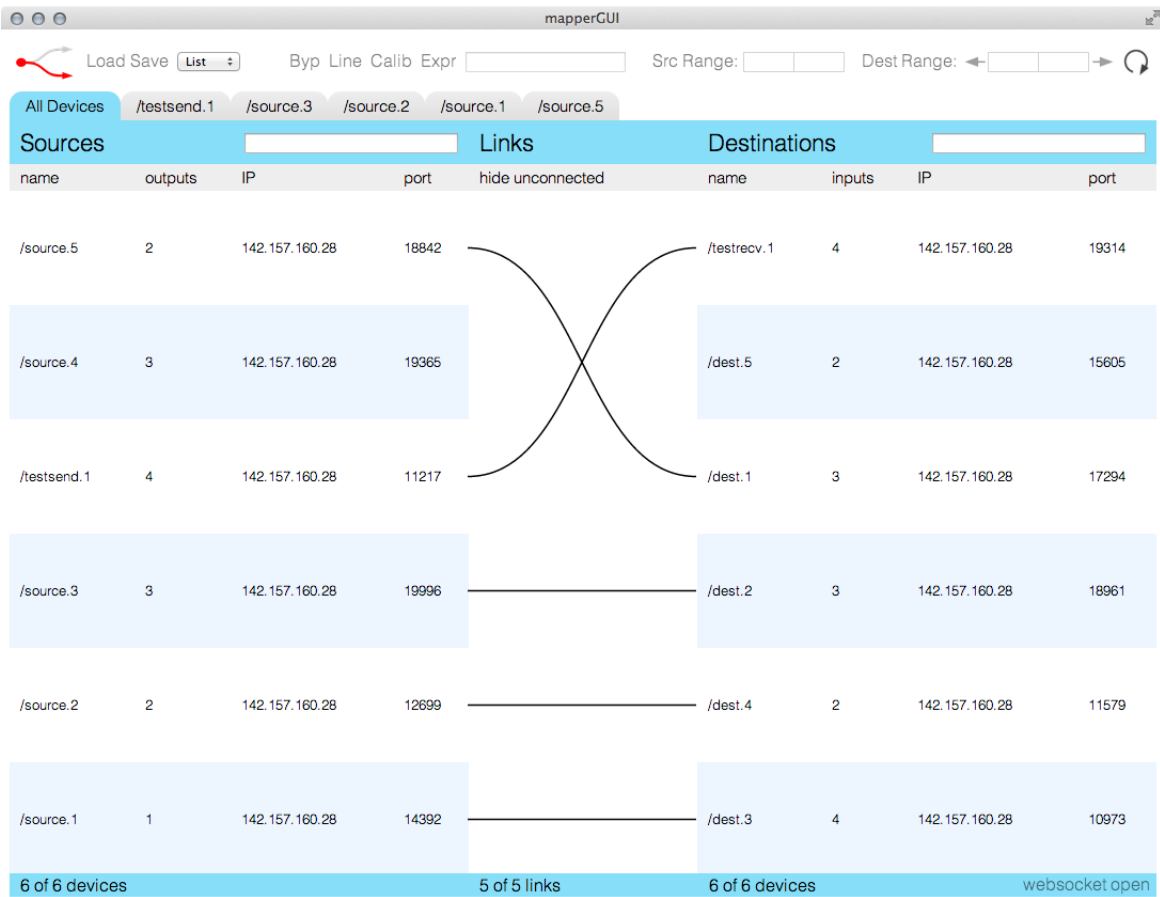 mapperGUI
Load Save List Byp Line Calib Expr Src Range: Dest Range:
All Devices /testsend.1 /source.3 /source.2 /source.1 /source.5
Sources Links Destinations
name outputs IP port hide unconnected name inputs IP port
/source.5 2 142.157.160.28 18842 /testrecv.1 4 142.157.160.28 19314
/source.4 3 142.157.160.28 19365 /dest.5 2 142.157.160.28 15605
/testsend.1 4 142.157.160.28 11217 /dest.1 3 142.157.160.28 17294
/source.3 3 142.157.160.28 19996 /dest.2 3 142.157.160.28 18961
/source.2 2 142.157.160.28 12699 /dest.4 2 142.157.160.28 11579
/source.1 1 142.157.160.28 14392 /dest.3 4 142.157.160.28 10973
6 of 6 devices 5 of 5 links 6 of 6 devices websocket open